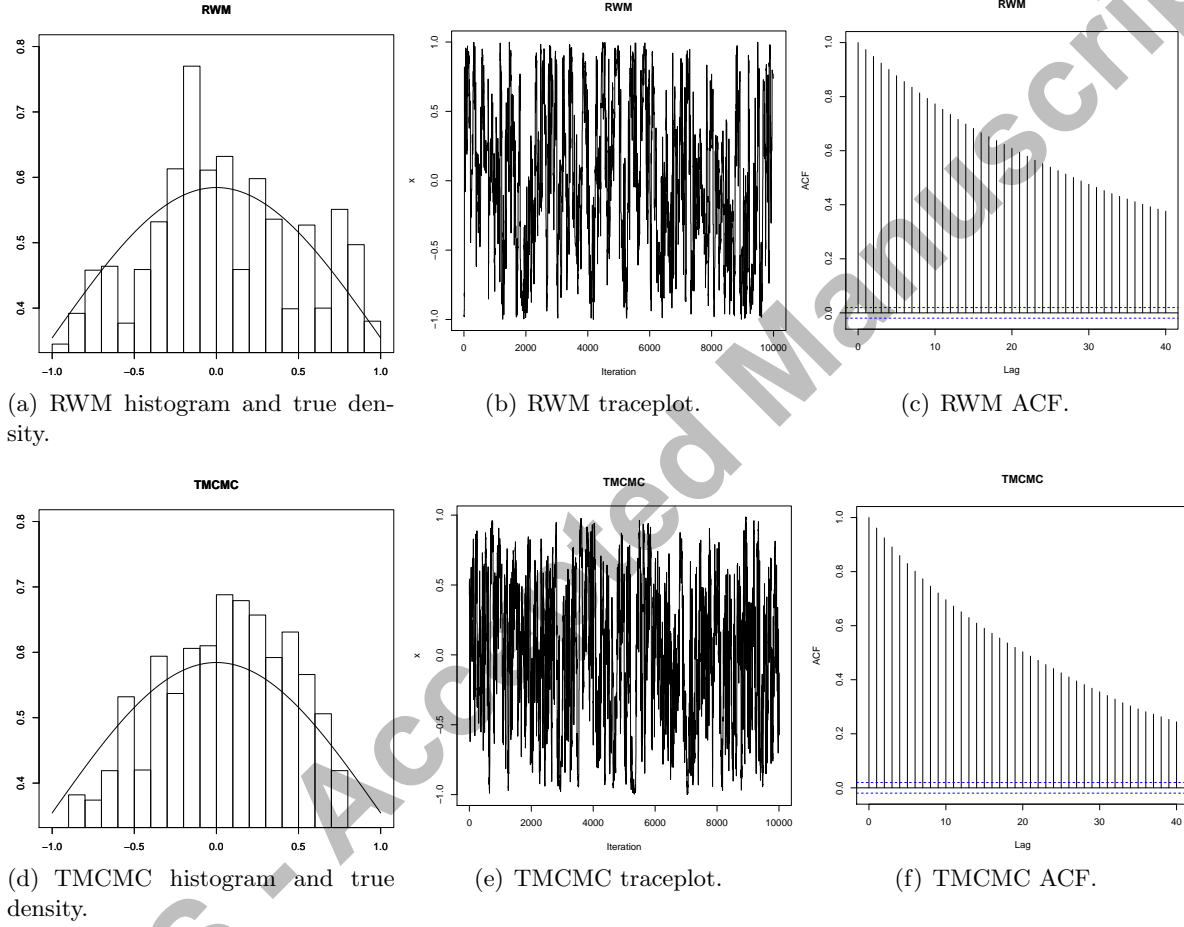 RWM
0.8
0.7
0.6
0.5
0.4
−1.0 −0.5 0.0 0.5 1.0
(a) RWM histogram and true den-
sity.
RWM
1.0
0.5
0.0
−0.5
−1.0
x
0 2000 4000 6000 8000 10000
Iteration
(b) RWM traceplot.
RWM
1.0
0.8
0.6
0.4
0.2
0.0
ACF
0 10 20 30 40
Lag
(c) RWM ACF.
TMCMC
0.8
0.7
0.6
0.5
0.4
−1.0 −0.5 0.0 0.5 1.0
(d) TMCMC histogram and true
density.
TMCMC
1.0
0.5
0.0
−0.5
−1.0
x
0 2000 4000 6000 8000 10000
Iteration
(e) TMCMC traceplot.
TMCMC
1.0
0.8
0.6
0.4
0.2
0.0
ACF
0 10 20 30 40
Lag
(f) TMCMC ACF.
s - Accepted Manuscrip